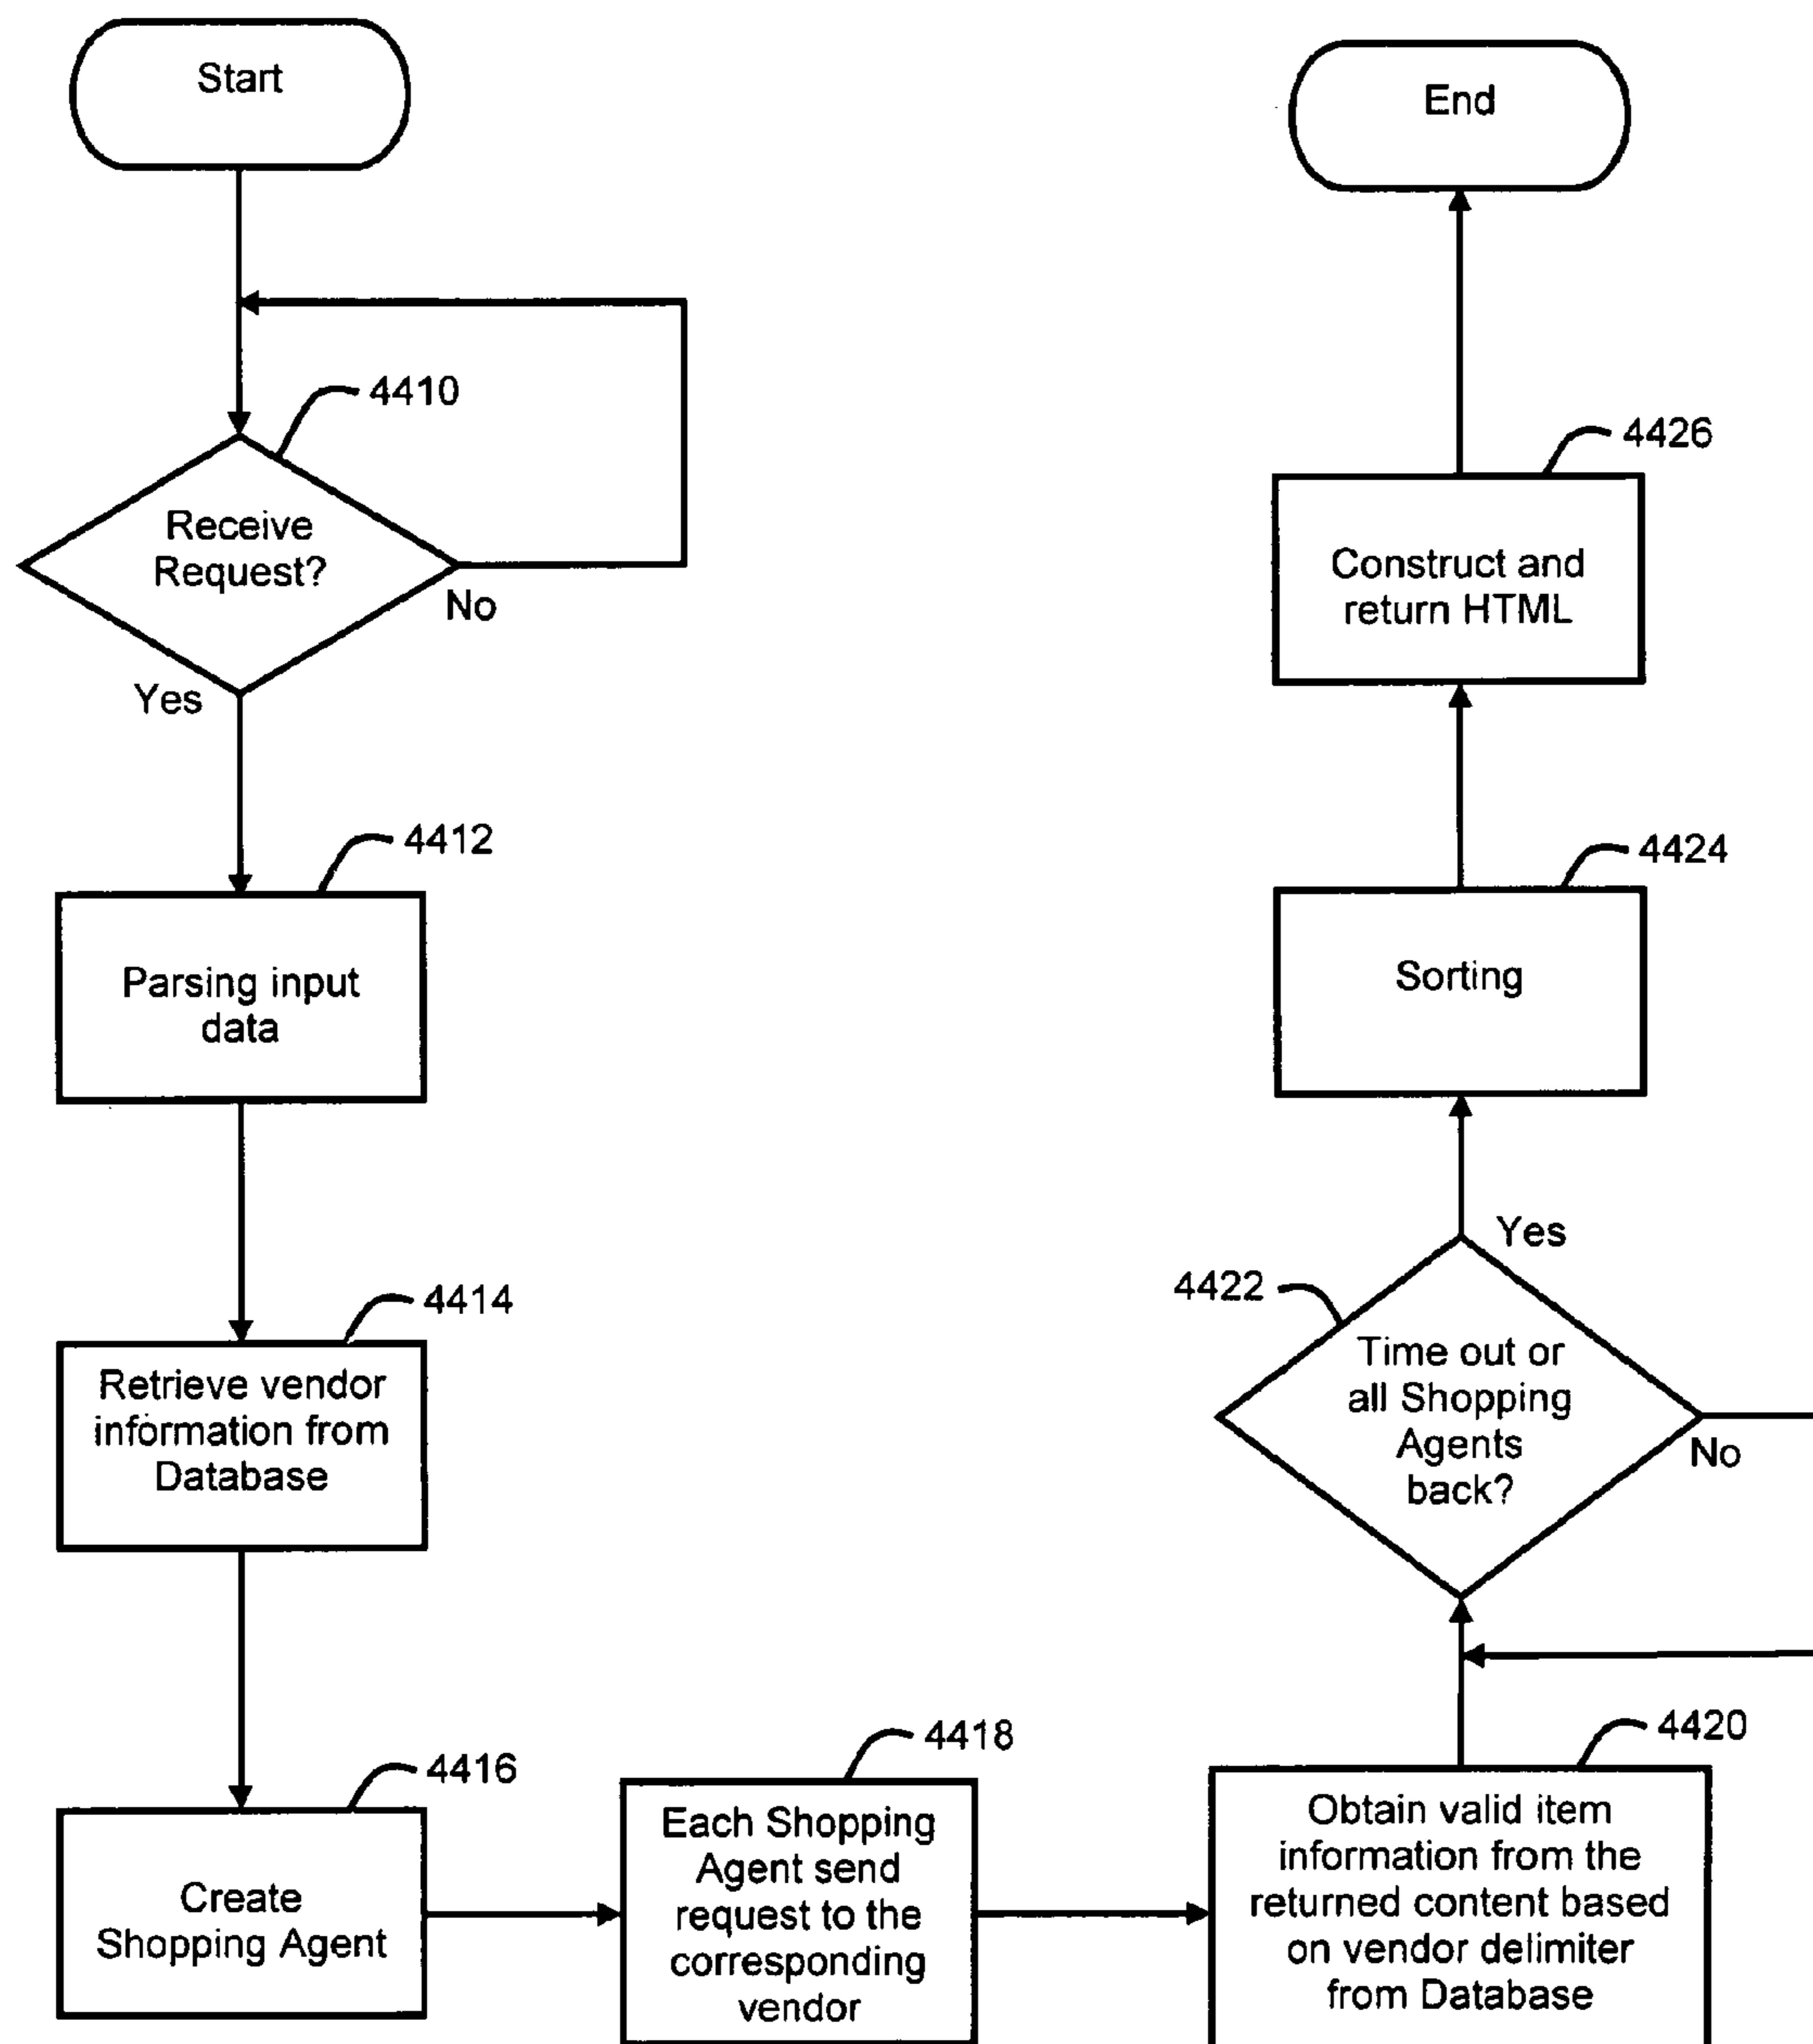 Start
4410
Receive
Request?
No
Yes
4412
Parsing input
data
4414
Retrieve vendor
information from
Database
4416
Create
Shopping Agent
4418
Each Shopping
Agent send
request to the
corresponding
vendor
4420
Obtain valid item
information from the
returned content based
on vendor delimiter
from Database
4422
Time out or
all Shopping
Agents
back?
No
Yes
4424
Sorting
4426
Construct and
return HTML
End